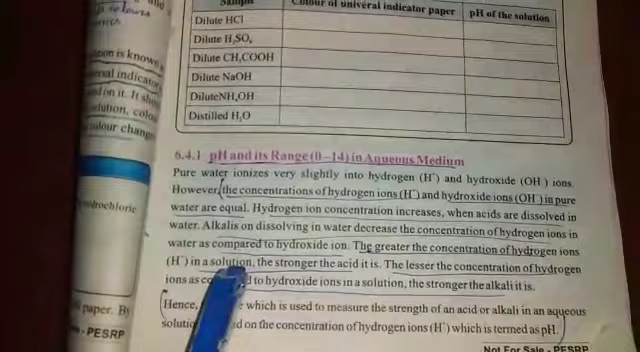 Sample
Colour of univeral indicator paper
pH of the solution
Dilute HCl
Dilute H₂SO₄
Dilute CH₃COOH
Dilute NaOH
DiluteNH₄OH
Distilled H₂O
6.4.1 pH and its Range (0–14) in Aqueous Medium
Pure water ionizes very slightly into hydrogen (H⁺) and hydroxide (OH⁻) ions.
However, the concentrations of hydrogen ions (H⁺) and hydroxide ions (OH⁻) in pure
water are equal. Hydrogen ion concentration increases, when acids are dissolved in
water. Alkalis on dissolving in water decrease the concentration of hydrogen ions in
water as compared to hydroxide ion. The greater the concentration of hydrogen ions
(H⁺) in a solution, the stronger the acid it is. The lesser the concentration of hydrogen
ions as to hydroxide ions in a solution, the stronger the alkali it is.
Hence, which is used to measure the strength of an acid or alkali in an aqueous
on the concentration of hydrogen ions (H⁺) which is termed as pH.
Not For Sale - PESRP
is known
indicator
on it. It
colour
colour
hydrochloric
paper. By
- PESRP